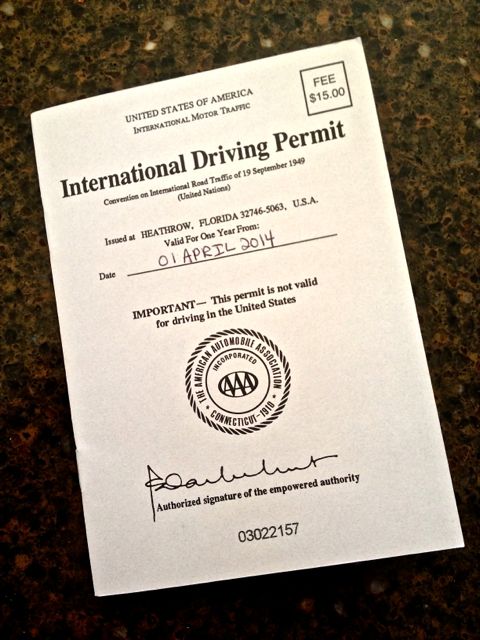 FEE
$15.00
UNITED STATES OF AMERICA
INTERNATIONAL MOTOR TRAFFIC
International Driving Permit
Convention on International Road Traffic of 19 September 1949
(United Nations)
Issued at HEATHROW, FLORIDA 32746-5063, U.S.A.
Valid For One Year From:
Date 01 APRIL 2014
IMPORTANT— This permit is not valid
for driving in the United States
THE AMERICAN AUTOMOBILE ASSOCIATION
INCORPORATED
AAA
CONNECTICUT-1910
Authorized signature of the empowered authority
03022157